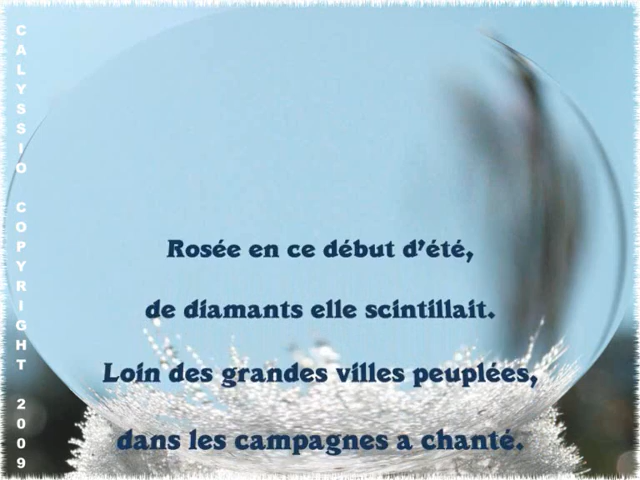 CALYSSIO COPYRIGHT 2009
Rosée en ce début d'été,
de diamants elle scintillait.
Loin des grandes villes peuplées,
dans les campagnes a chanté.